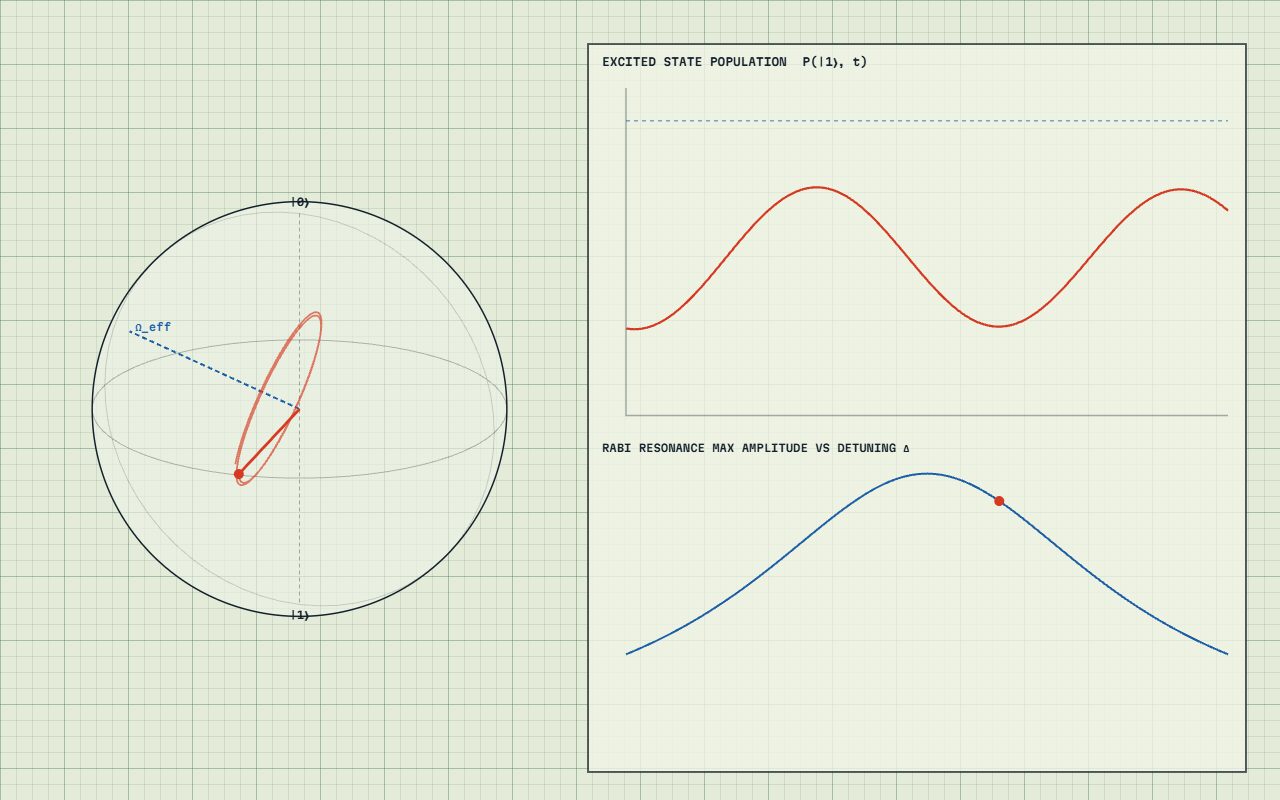 EXCITED STATE POPULATION  P(|1⟩, t)
|0⟩
Ω_eff
RABI RESONANCE MAX AMPLITUDE VS DETUNING Δ
|1⟩